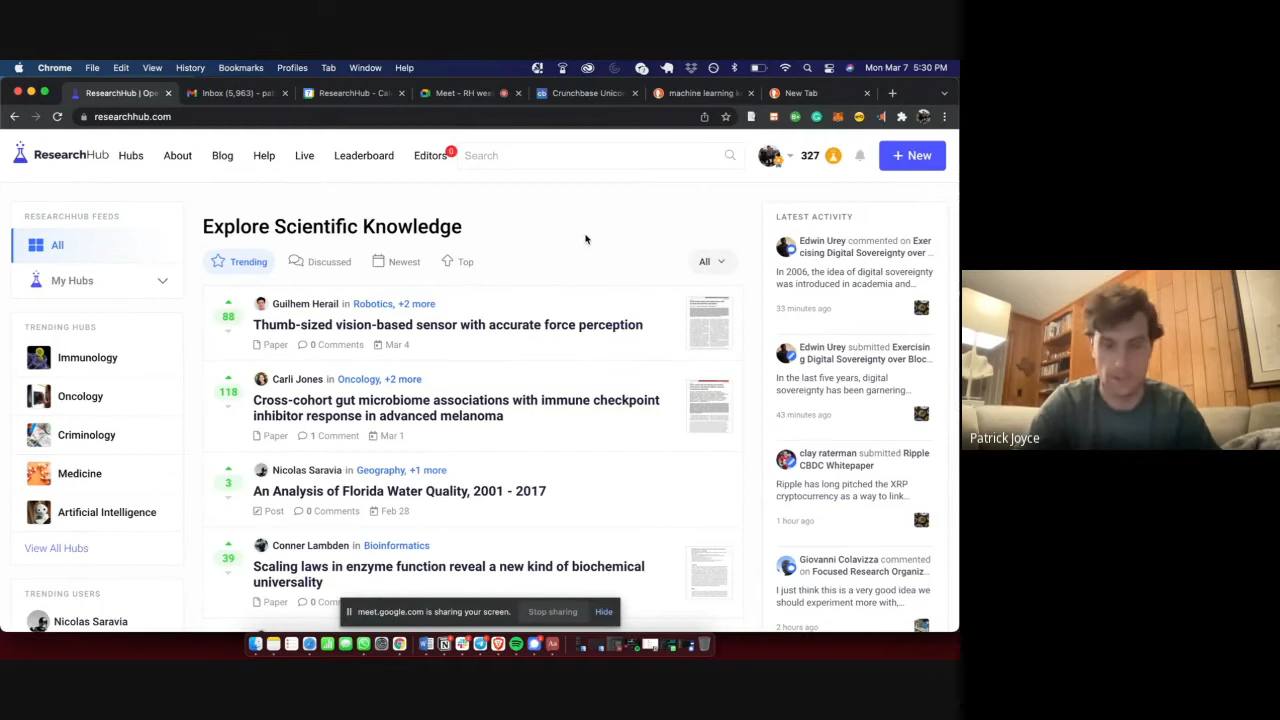 Chrome File Edit View History Bookmarks Profiles Tab Window Help Mon Mar 7 5:30 PM
ResearchHub | Ope Inbox (5,963) - pat ResearchHub - Cal Meet - RH wee Crunchbase Unico machine learning k New Tab
researchhub.com
ResearchHub Hubs About Blog Help Live Leaderboard Editors 0 Search 327 + New
RESEARCHHUB FEEDS
All
My Hubs
TRENDING HUBS
Immunology
Oncology
Criminology
Medicine
Artificial Intelligence
View All Hubs
TRENDING USERS
Nicolas Saravia
Explore Scientific Knowledge
Trending Discussed Newest Top All
88
Guilhem Herail in Robotics, +2 more
Thumb-sized vision-based sensor with accurate force perception
Paper 0 Comments Mar 4
118
Carli Jones in Oncology, +2 more
Cross-cohort gut microbiome associations with immune checkpoint
inhibitor response in advanced melanoma
Paper 1 Comment Mar 1
3
Nicolas Saravia in Geography, +1 more
An Analysis of Florida Water Quality, 2001 - 2017
Post 0 Comments Feb 28
39
Conner Lambden in Bioinformatics
Scaling laws in enzyme function reveal a new kind of biochemical
universality
Paper 0 Com
meet.google.com is sharing your screen. Stop sharing Hide
LATEST ACTIVITY
Edwin Urey commented on Exer
cising Digital Sovereignty over ...
In 2006, the idea of digital sovereignty
was introduced in academia and...
33 minutes ago
Edwin Urey submitted Exercisin
g Digital Sovereignty over Bloc...
In the last five years, digital
sovereignty has been garnering...
43 minutes ago
clay raterman submitted Ripple
CBDC Whitepaper
Ripple has long pitched the XRP
cryptocurrency as a way to link...
1 hour ago
Giovanni Colavizza commented
on Focused Research Organiz...
I just think this is a very good idea we
should experiment more with,...
2 hours ago
Patrick Joyce